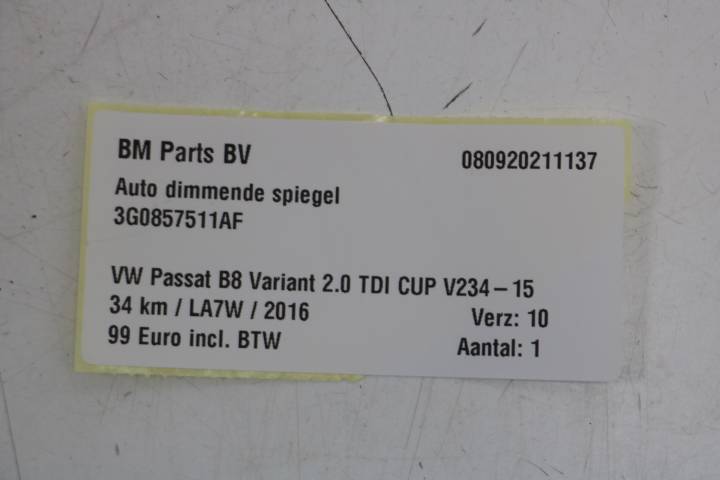 BM Parts BV 080920211137
Auto dimmende spiegel
3G0857511AF
VW Passat B8 Variant 2.0 TDI CUP V234-15
34 km / LA7W / 2016 Verz: 10
99 Euro incl. BTW Aantal: 1